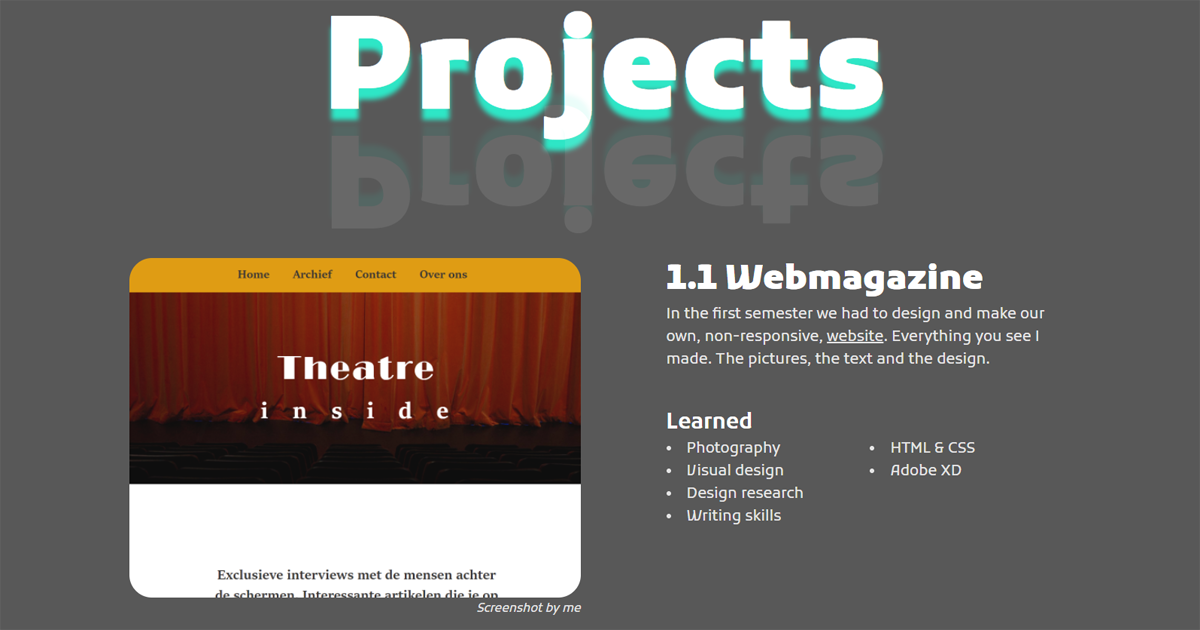 Projects
Home Archief Contact Over ons
Theatre
inside
Exclusieve interviews met de mensen achter
de schermen. Interessante artikelen die je op
Screenshot by me
1.1 Webmagazine
In the first semester we had to design and make our
own, non-responsive, website. Everything you see I
made. The pictures, the text and the design.
Learned
Photography
Visual design
Design research
Writing skills
HTML & CSS
Adobe XD